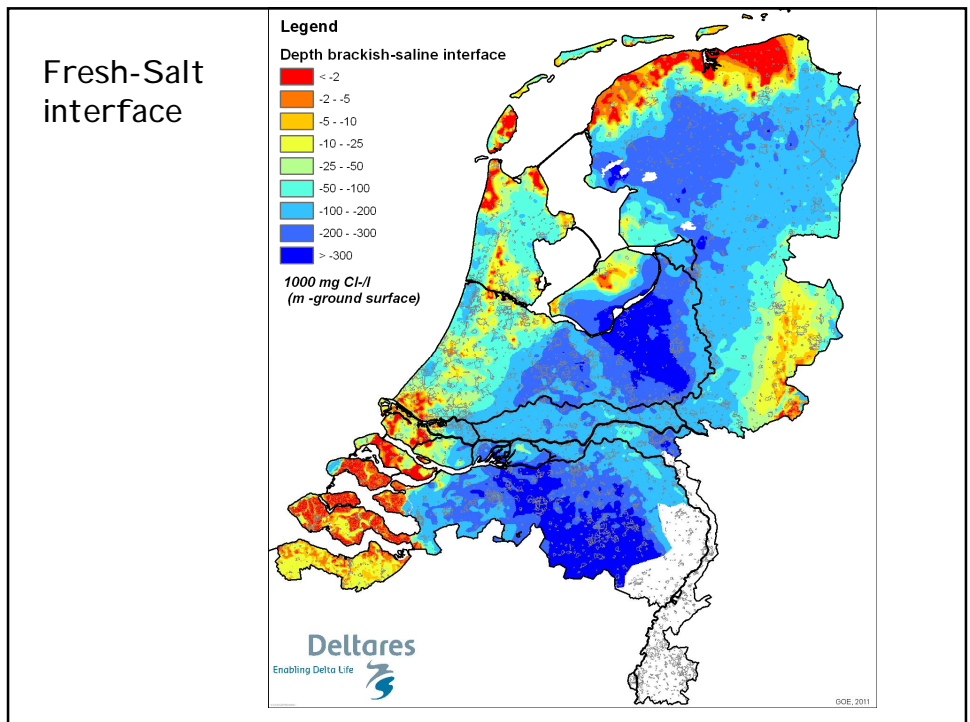 Fresh-Salt
interface
Legend
Depth brackish-saline interface
< -2
-2 - -5
-5 - -10
-10 - -25
-25 - -50
-50 - -100
-100 - -200
-200 - -300
> -300
1000 mg Cl-/l
(m -ground surface)
Deltares
Enabling Delta Life
GOE, 2011